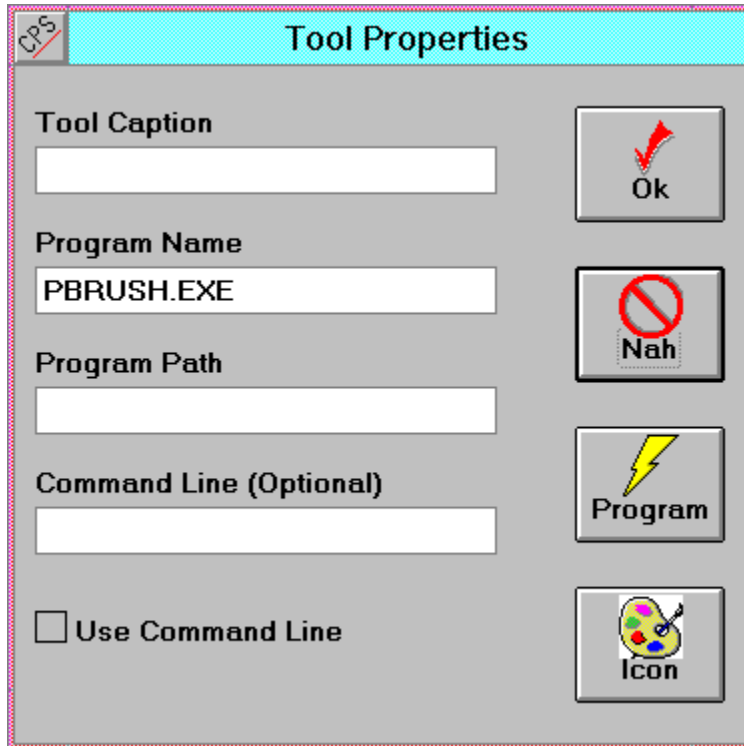 CPS
Tool Properties
Tool Caption
Ok
Program Name
PBRUSH.EXE
Nah
Program Path
Command Line (Optional)
Program
Use Command Line
Icon